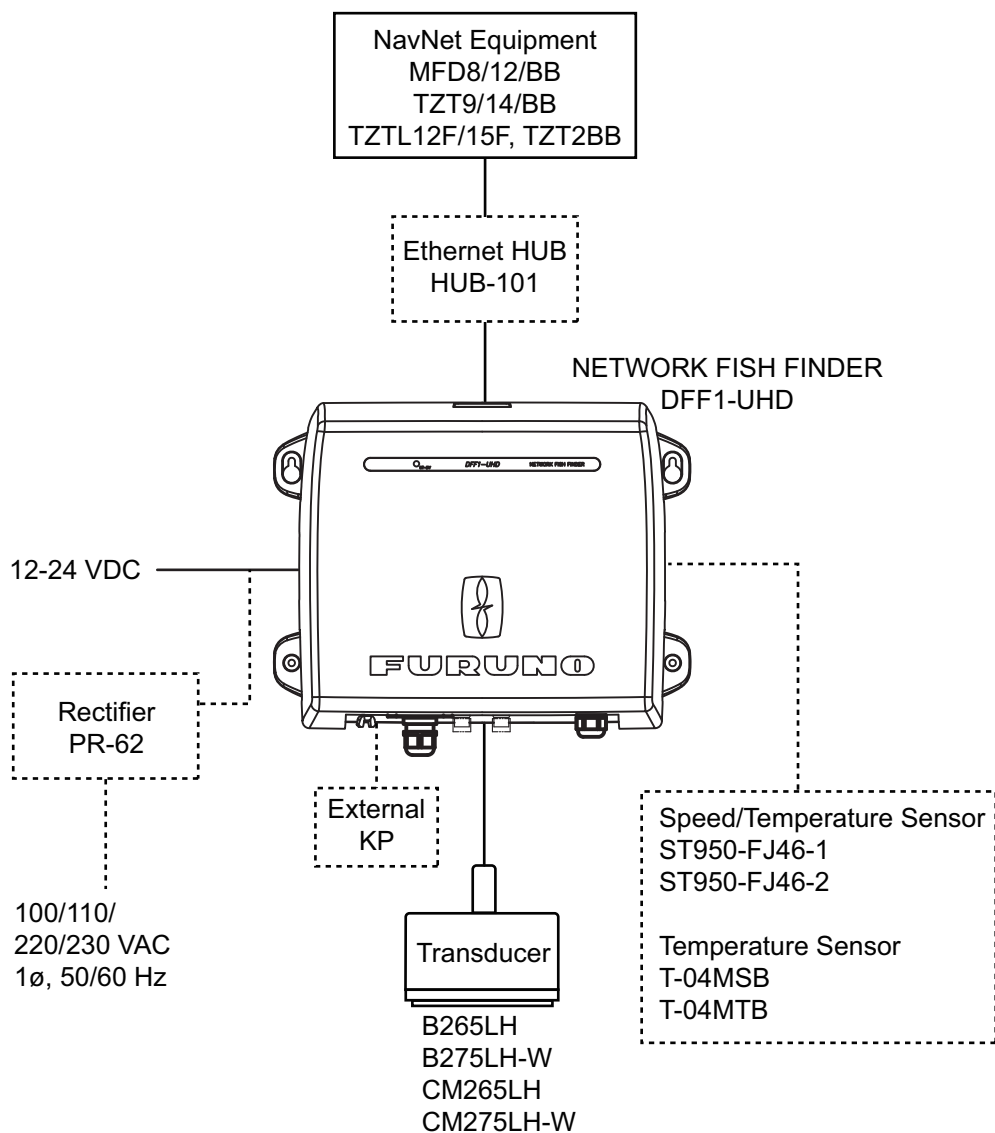 NavNet Equipment
MFD8/12/BB
TZT9/14/BB
TZTL12F/15F, TZT2BB
Ethernet HUB
HUB-101
NETWORK FISH FINDER
DFF1-UHD
DFF1-UHD NETWORK FISH FINDER
12-24 VDC
FURUNO
Rectifier
PR-62
External
KP
Speed/Temperature Sensor
ST950-FJ46-1
ST950-FJ46-2
Temperature Sensor
T-04MSB
T-04MTB
100/110/
220/230 VAC
1ø, 50/60 Hz
Transducer
B265LH
B275LH-W
CM265LH
CM275LH-W